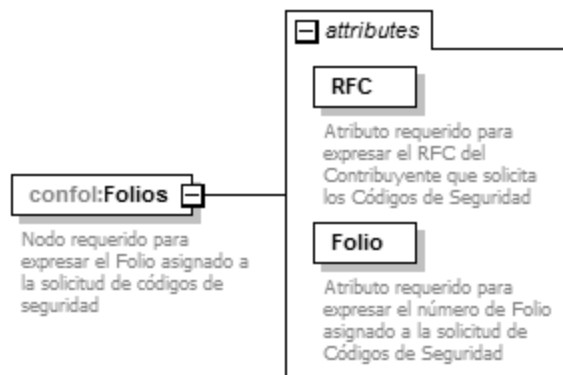 attributes
RFC
Atributo requerido para
expresar el RFC del
Contribuyente que solicita
los Códigos de Seguridad
confol:Folios
Nodo requerido para
expresar el Folio asignado a
la solicitud de códigos de
seguridad
Folio
Atributo requerido para
expresar el número de Folio
asignado a la solicitud de
Códigos de Seguridad